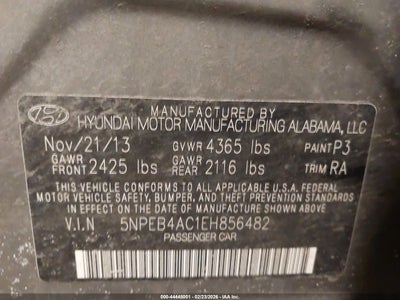 MANUFACTURED BY
HYUNDAI MOTOR MANUFACTURING ALABAMA, LLC
Nov/21/13 GVWR 4365 lbs PAINT P3
GAWR FRONT 2425 lbs GAWR REAR 2116 lbs TRIM RA
THIS VEHICLE CONFORMS TO ALL APPLICABLE U.S.A. FEDERAL
MOTOR VEHICLE SAFETY, BUMPER, AND THEFT PREVENTION
STANDARDS IN EFFECT ON THE DATE OF MANUFACTURE SHOWN ABOVE.
V.I.N 5NPEB4AC1EH856482
PASSENGER CAR
000-44445001 - 02/23/2026 - IAAI.COM